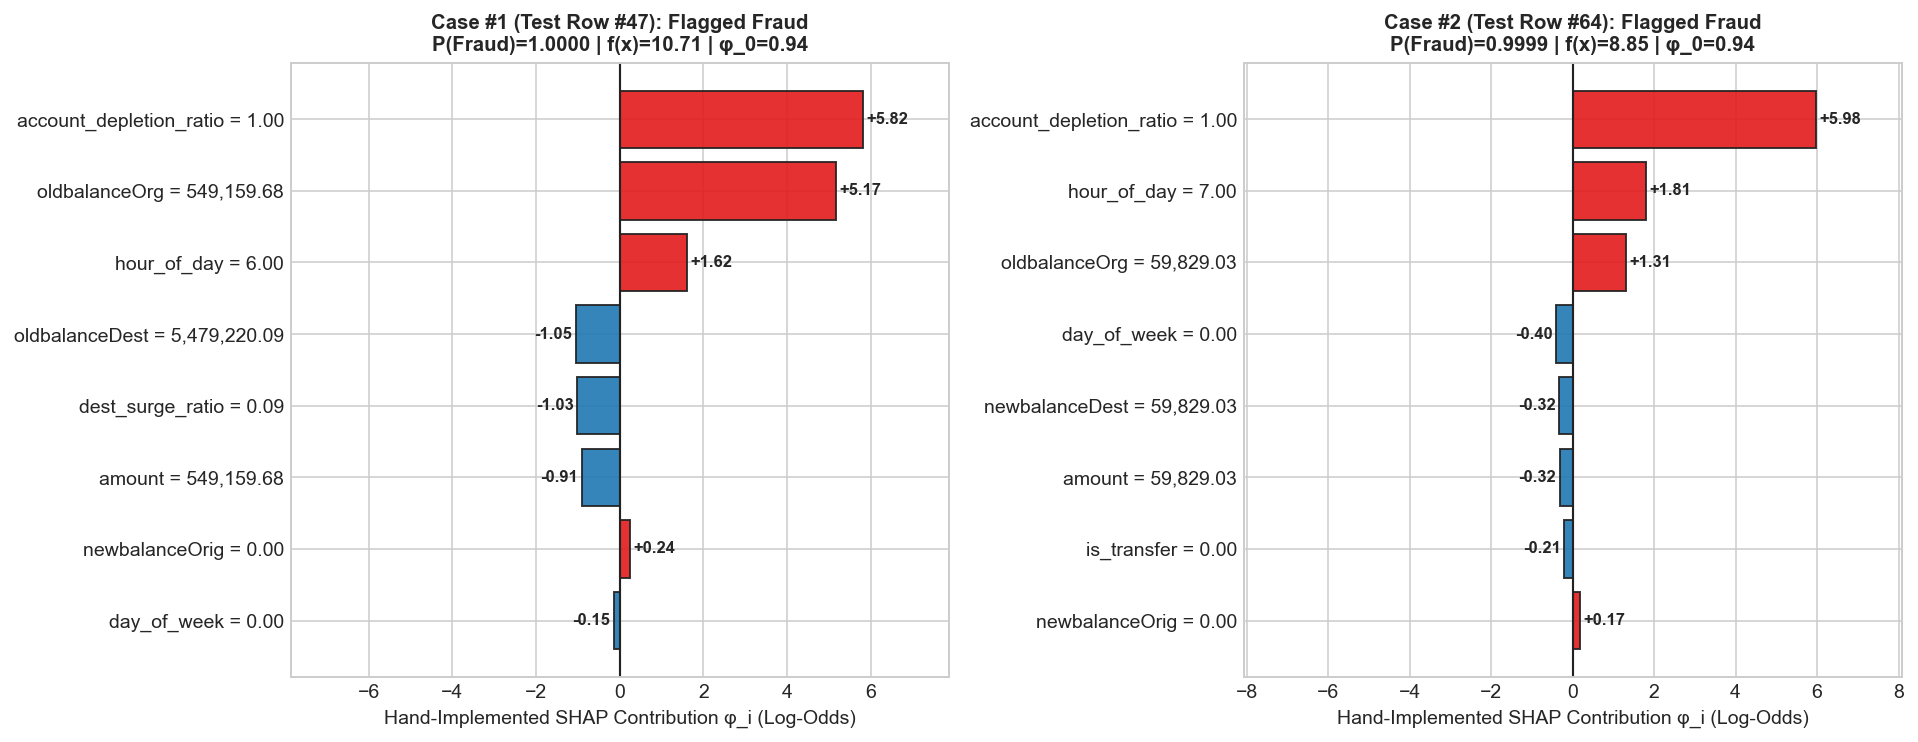 Case #1 (Test Row #47): Flagged Fraud
P(Fraud)=1.0000 | f(x)=10.71 | φ_0=0.94
account_depletion_ratio = 1.00
+5.82
oldbalanceOrg = 549,159.68
+5.17
hour_of_day = 6.00
+1.62
oldbalanceDest = 5,479,220.09
-1.05
dest_surge_ratio = 0.09
-1.03
amount = 549,159.68
-0.91
newbalanceOrig = 0.00
+0.24
day_of_week = 0.00
-0.15
−6 −4 −2 0 2 4 6
Hand-Implemented SHAP Contribution φ_i (Log-Odds)
Case #2 (Test Row #64): Flagged Fraud
P(Fraud)=0.9999 | f(x)=8.85 | φ_0=0.94
account_depletion_ratio = 1.00
+5.98
hour_of_day = 7.00
+1.81
oldbalanceOrg = 59,829.03
+1.31
day_of_week = 0.00
-0.40
newbalanceDest = 59,829.03
-0.32
amount = 59,829.03
-0.32
is_transfer = 0.00
-0.21
newbalanceOrig = 0.00
+0.17
−8 −6 −4 −2 0 2 4 6 8
Hand-Implemented SHAP Contribution φ_i (Log-Odds)